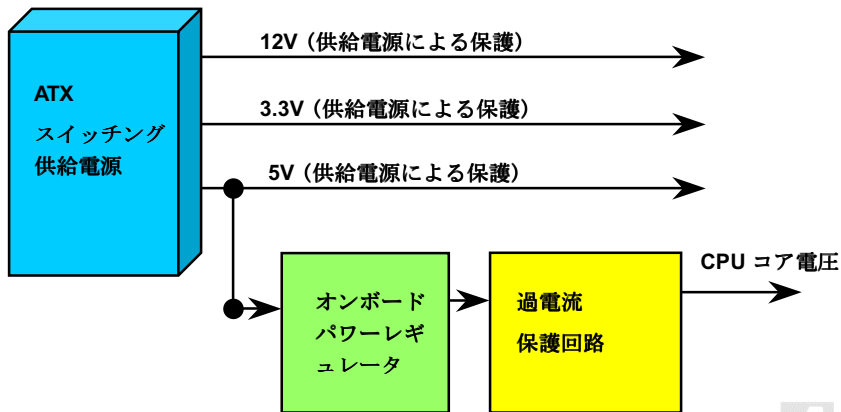 12V (供給電源による保護)
ATX
スイッチング
供給電源
3.3V (供給電源による保護)
5V (供給電源による保護)
CPU コア電圧
オンボード
パワーレギ
ュレータ
過電流
保護回路